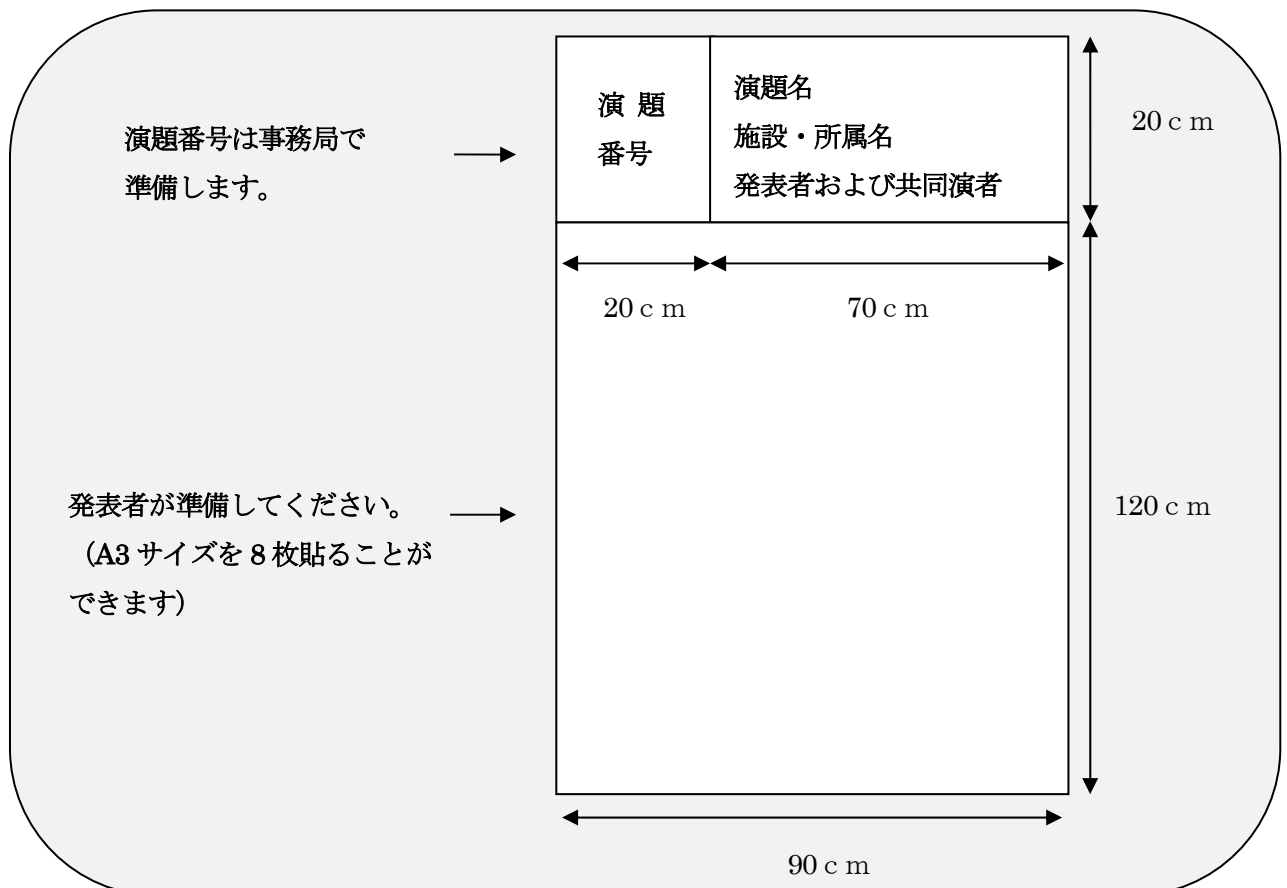 演題番号は事務局で
準備します。
演 題
番号
演題名
施設・所属名
発表者および共同演者
20ｃｍ
20ｃｍ
70ｃｍ
発表者が準備してください。
（A3 サイズを 8 枚貼ることが
できます）
120ｃｍ
90ｃｍ